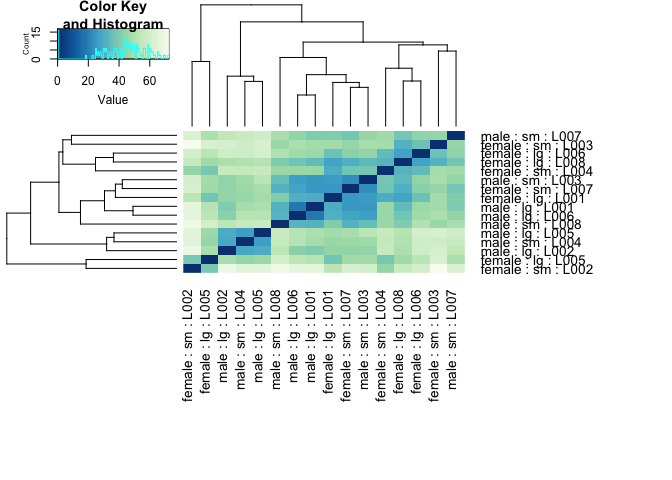 Color Key
and Histogram
Count
0
15
0
20
40
60
Value
male : sm : L007
female : sm : L003
female : lg : L006
female : lg : L008
female : sm : L004
male : sm : L003
female : sm : L007
female : lg : L001
male : lg : L001
male : lg : L006
male : sm : L008
male : lg : L005
male : sm : L004
male : lg : L002
female : lg : L005
female : sm : L002
female : sm : L002
female : lg : L005
male : lg : L002
male : sm : L004
male : lg : L005
male : sm : L008
male : lg : L006
male : lg : L001
female : lg : L001
female : sm : L007
male : sm : L003
female : sm : L004
female : lg : L008
female : lg : L006
female : sm : L003
male : sm : L007